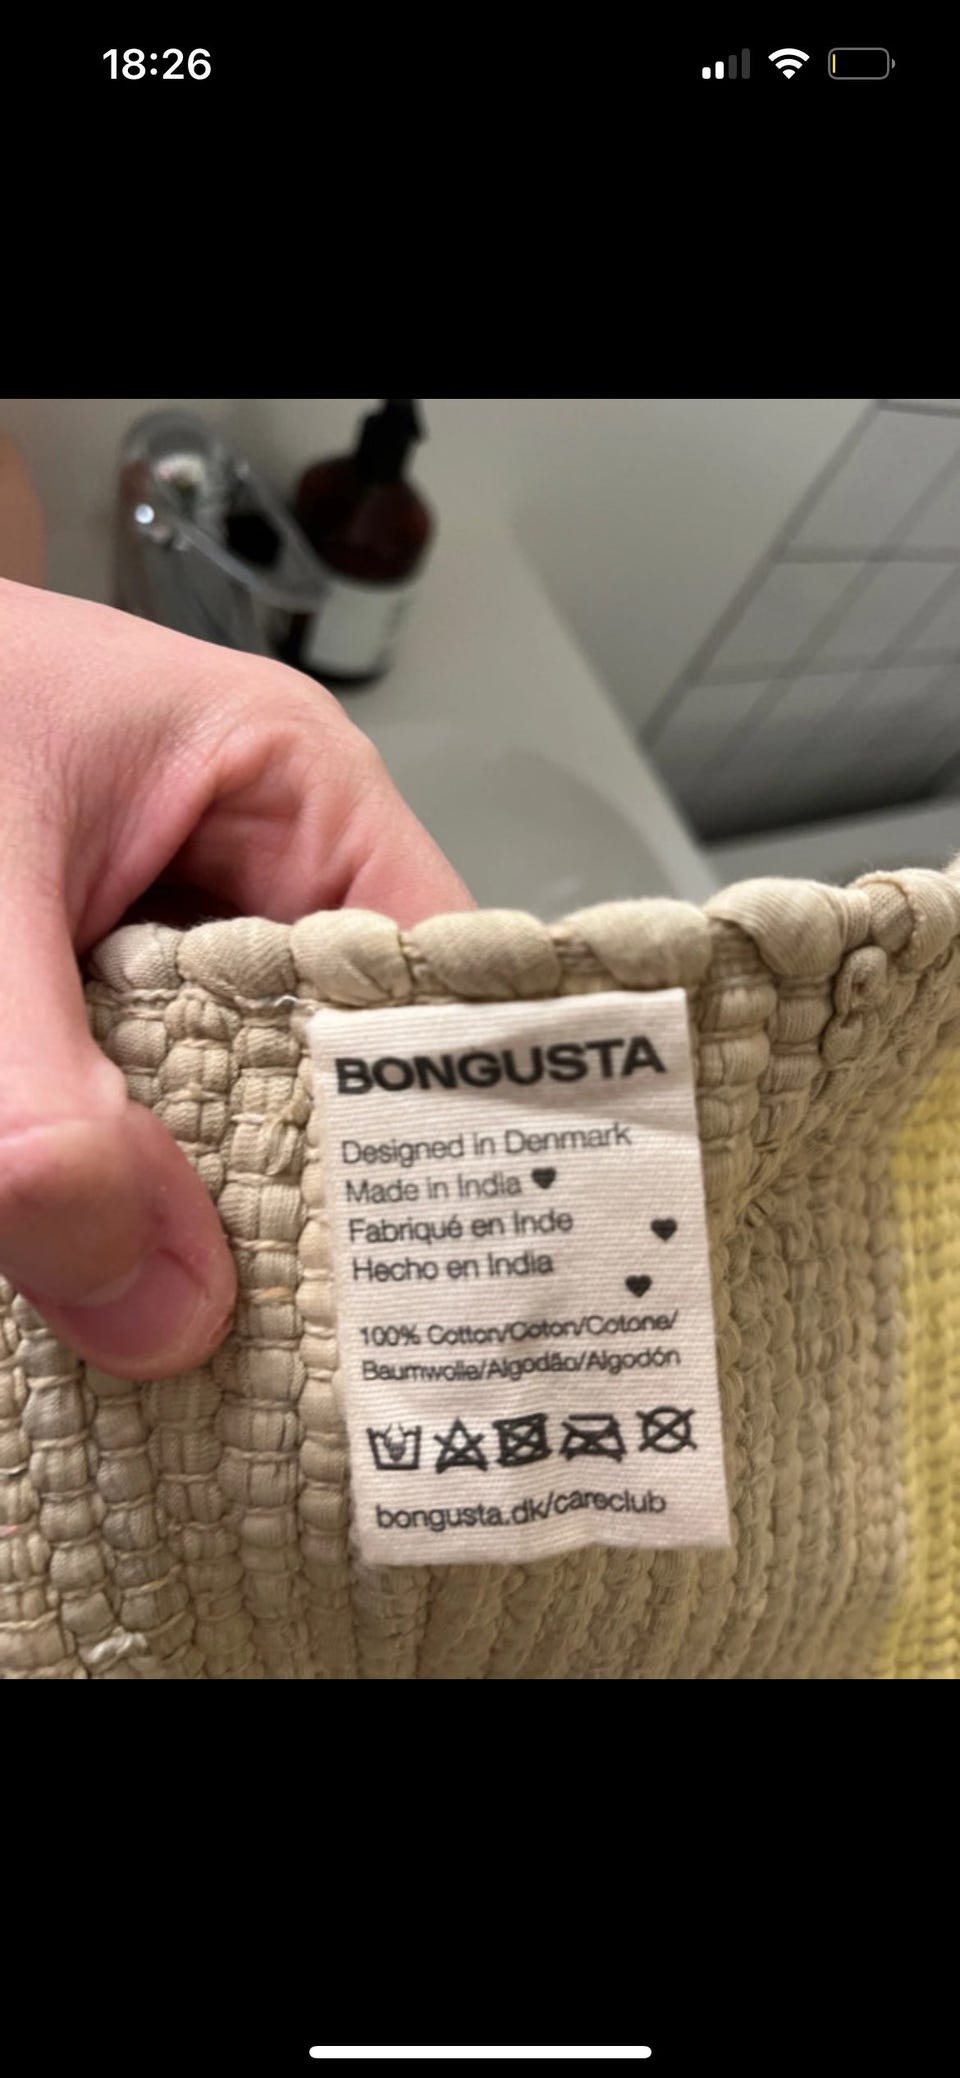 18:26
BONGUSTA
Designed in Denmark
Made in India
Fabriqué en Inde
Hecho en India
100% Cotton/Coton/Cotone/
Baumwolle/Algodão/Algodón
bongusta.dk/careclub